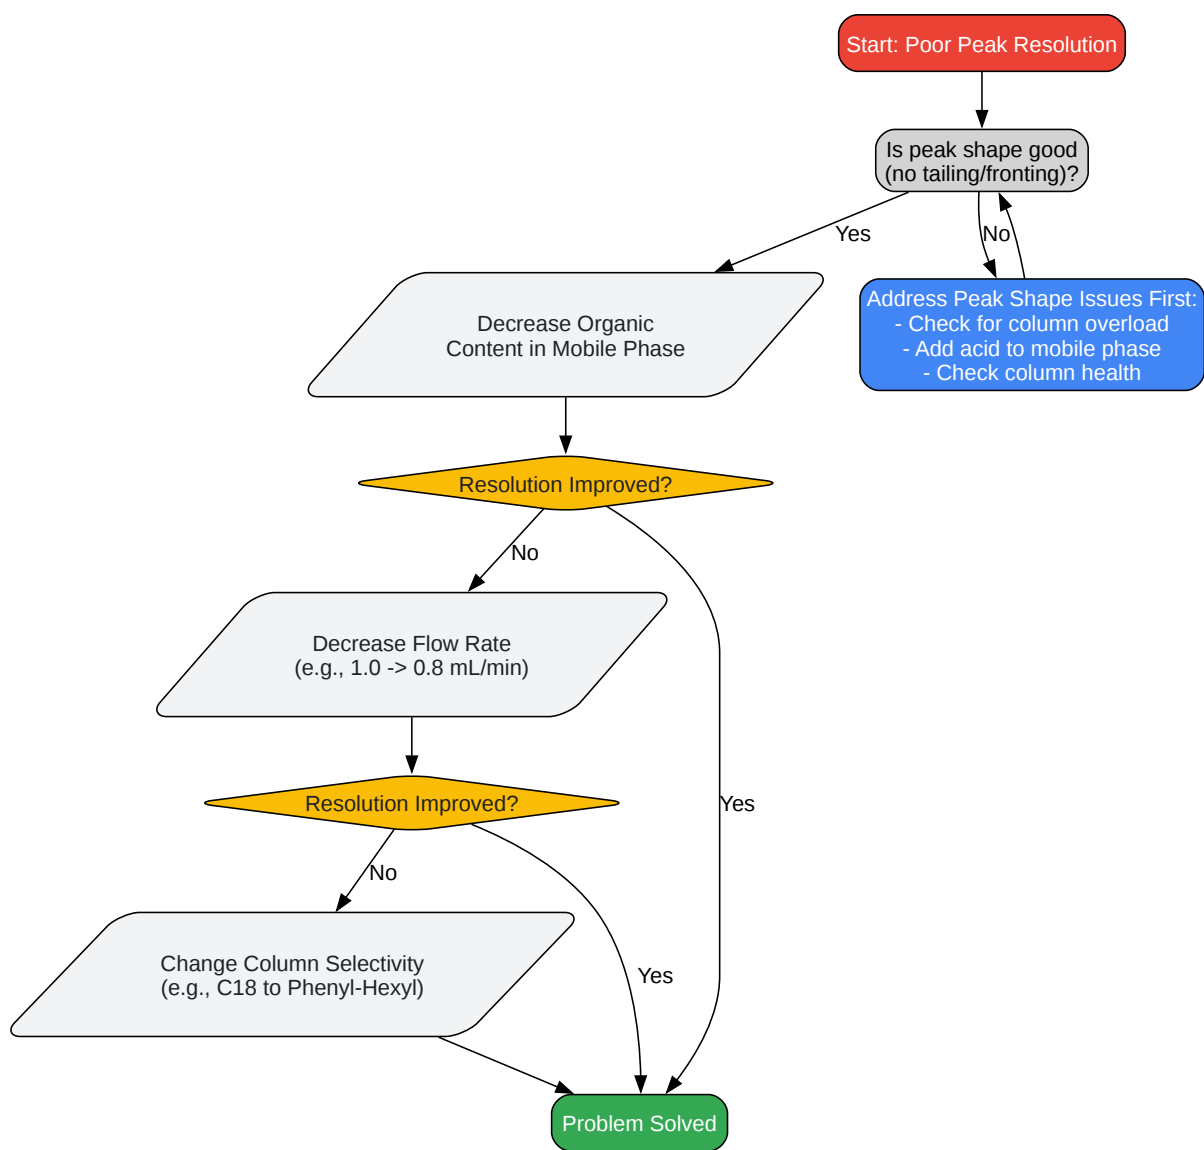 Start: Poor Peak Resolution
Is peak shape good
(no tailing/fronting)?
Yes
No
Address Peak Shape Issues First:
- Check for column overload
- Add acid to mobile phase
- Check column health
Decrease Organic
Content in Mobile Phase
Resolution Improved?
No
Decrease Flow Rate
(e.g., 1.0 -> 0.8 mL/min)
Resolution Improved?
Yes
No
Change Column Selectivity
(e.g., C18 to Phenyl-Hexyl)
Yes
Problem Solved